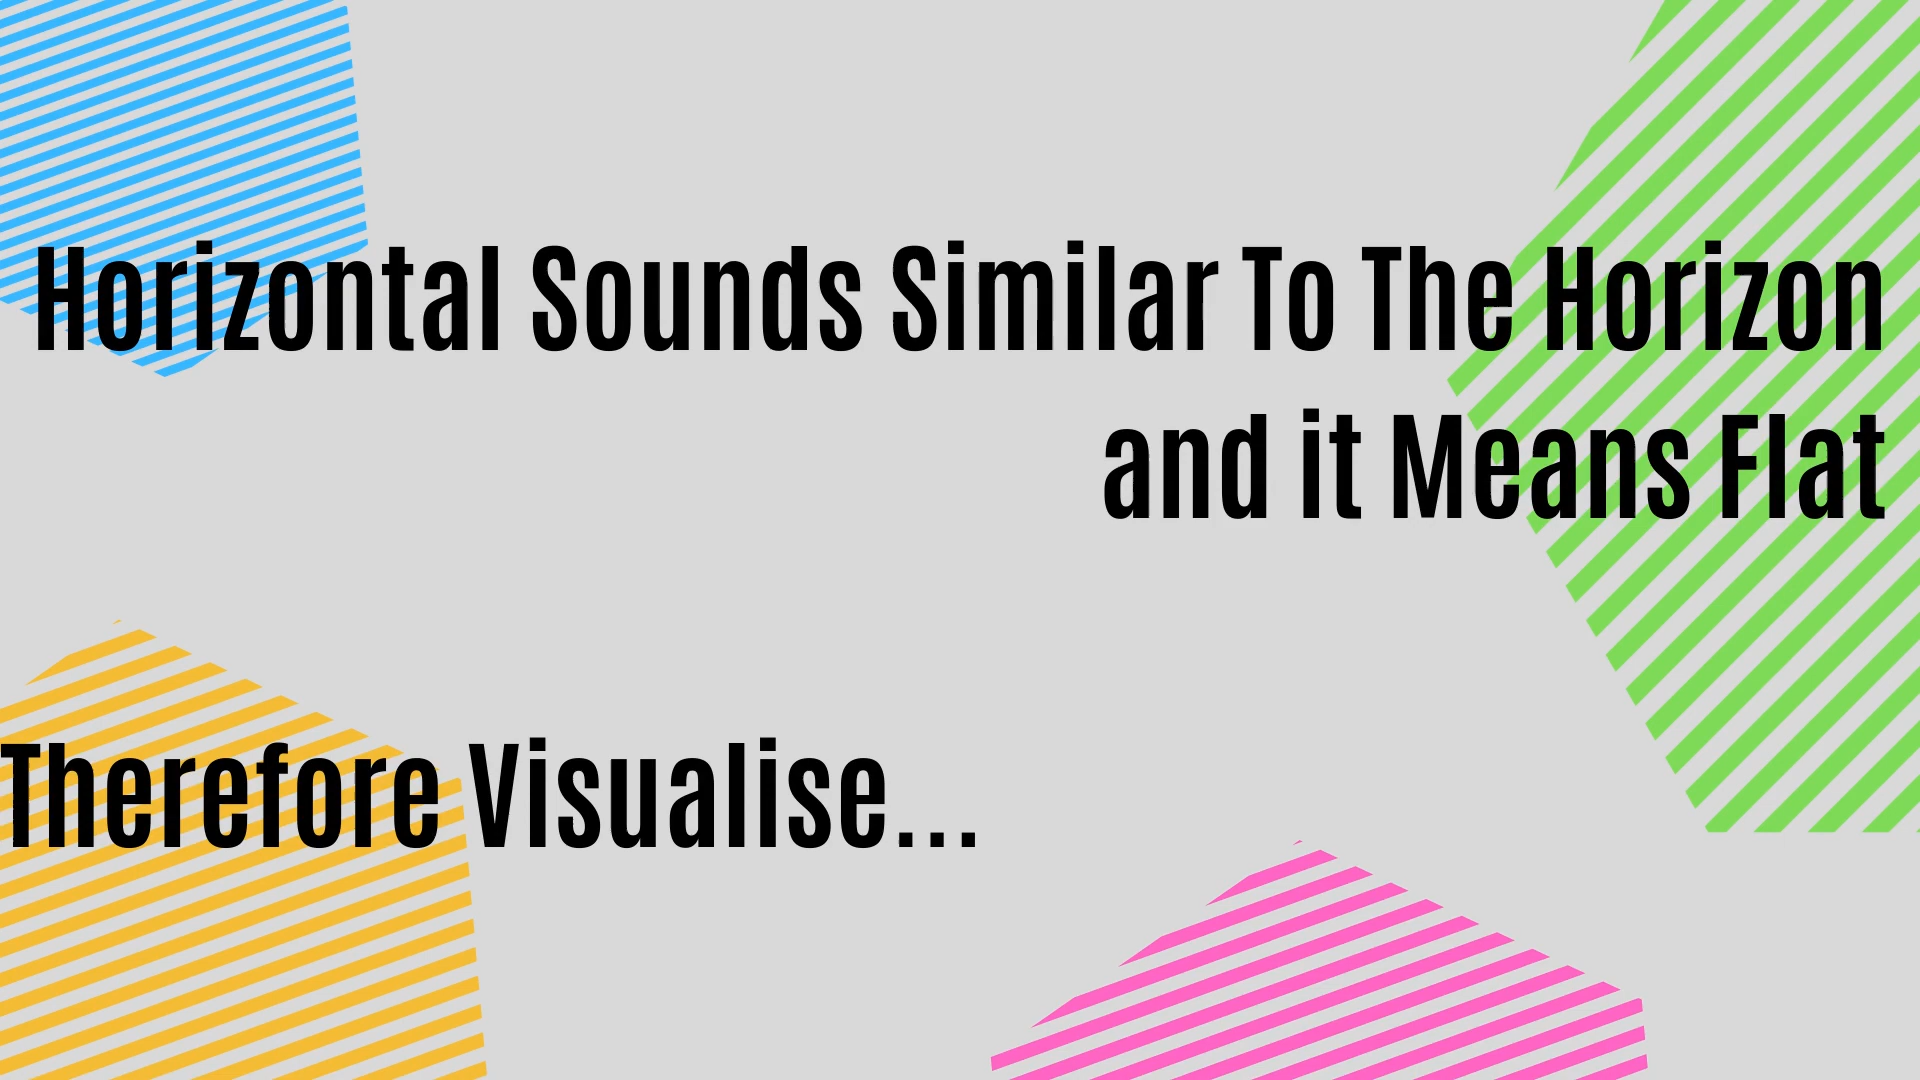 Horizontal Sounds Similar To The Horizon
and it Means Flat
Therefore Visualise...